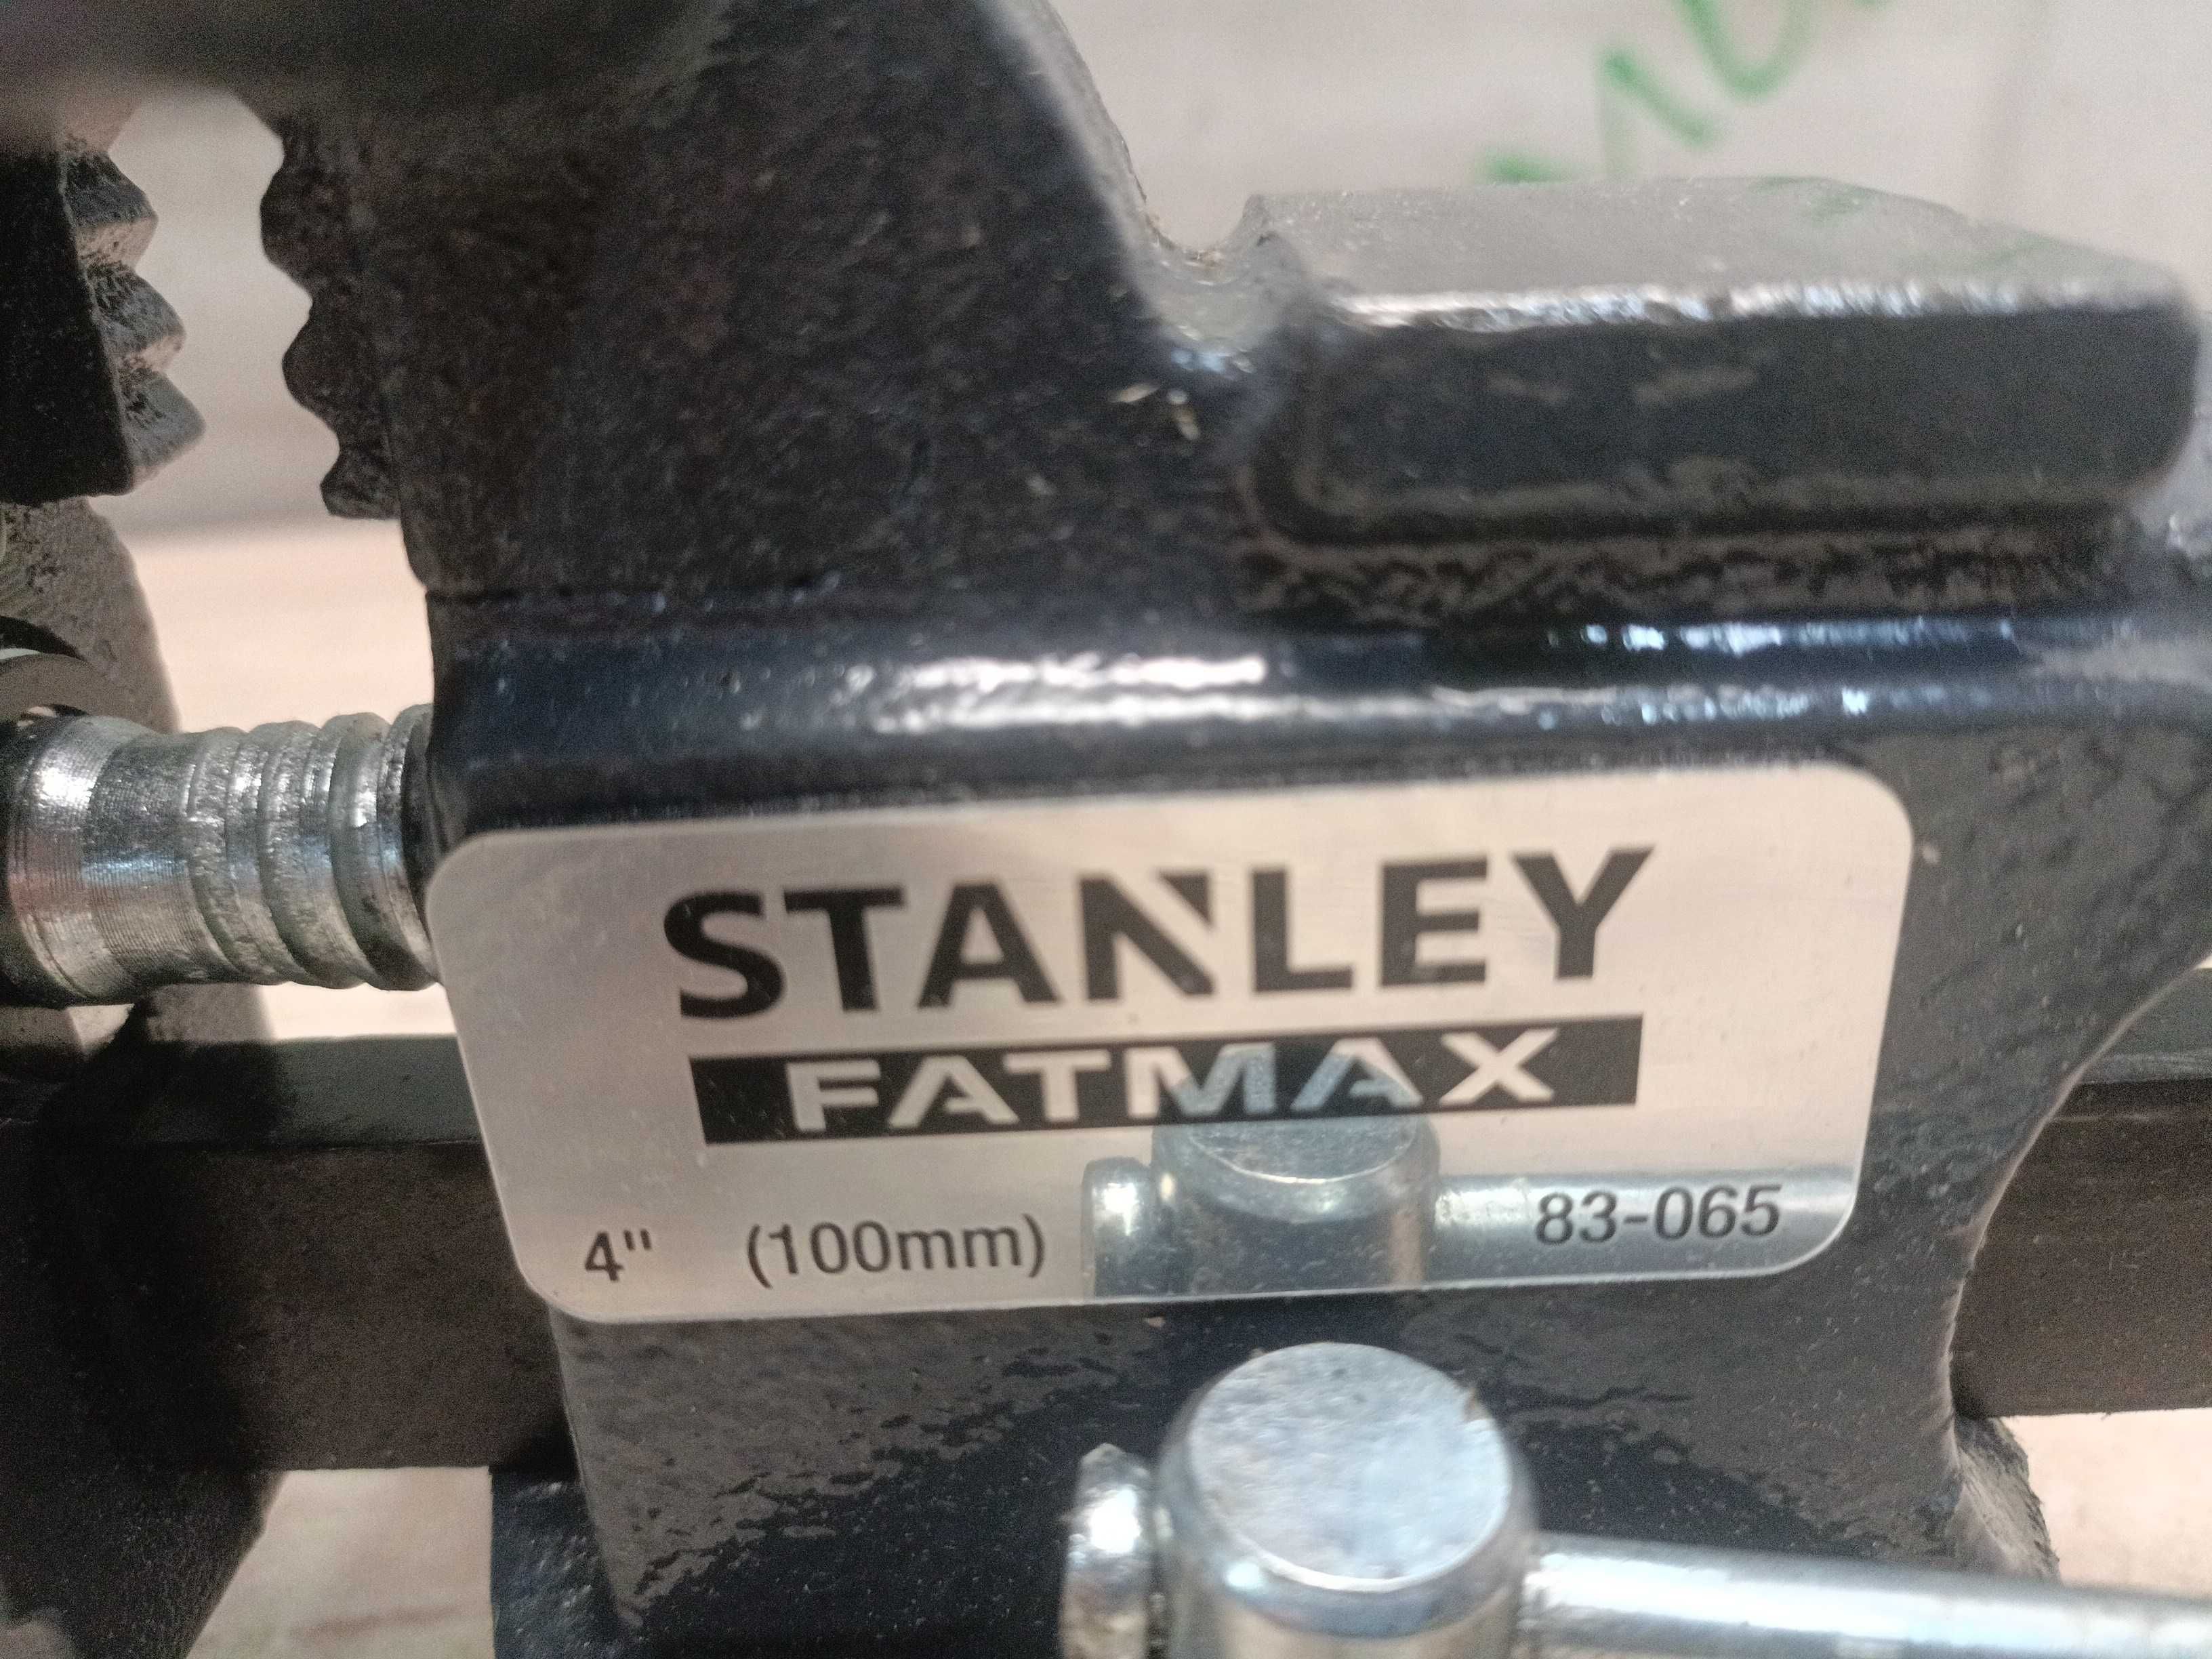 STANLEY
FATMAX
4" (100mm) 83-065